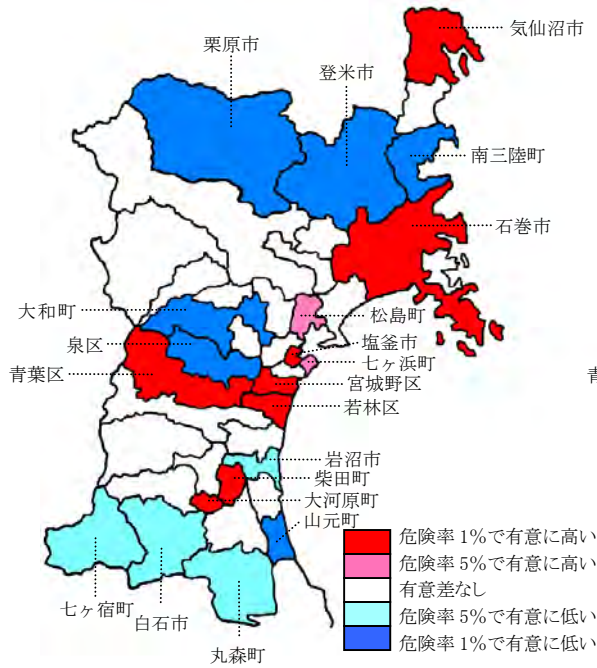 気仙沼市
栗原市
登米市
南三陸町
石巻市
大和町
松島町
泉区
塩釜市
七ヶ浜町
青葉区
宮城野区
青
若林区
岩沼市
柴田町
大河原町
山元町
危険率1%で有意に高い
危険率5%で有意に高い
有意差なし
危険率5%で有意に低い
危険率1%で有意に低い
七ヶ宿町
白石市
丸森町